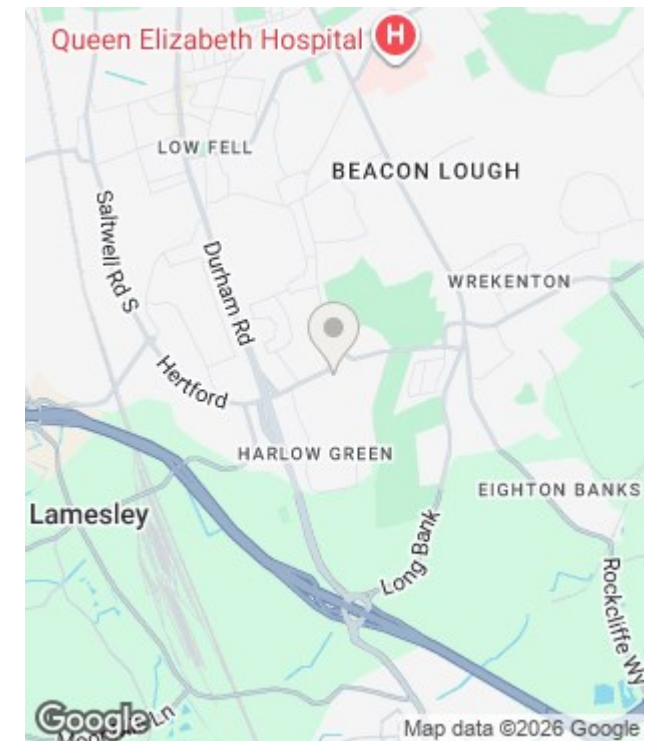 Queen Elizabeth Hospital
H
LOW FELL
BEACON LOUGH
Saltwell Rd S
Durham Rd
WREKENTON
Hertford
HARLOW GREEN
EIGHTON BANKS
Lamesley
Long Bank
Rockcliffe Wy
Google
Ln
Map data ©2026 Google